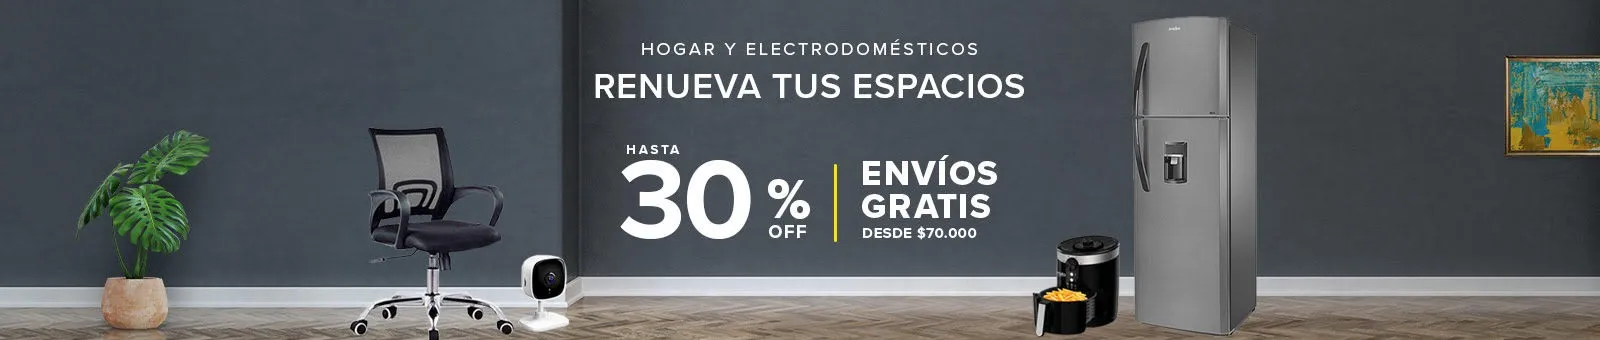 HOGAR Y ELECTRODOMÉSTICOS
RENUEVA TUS ESPACIOS
HASTA
30 %
OFF
ENVÍOS
GRATIS
DESDE $70.000